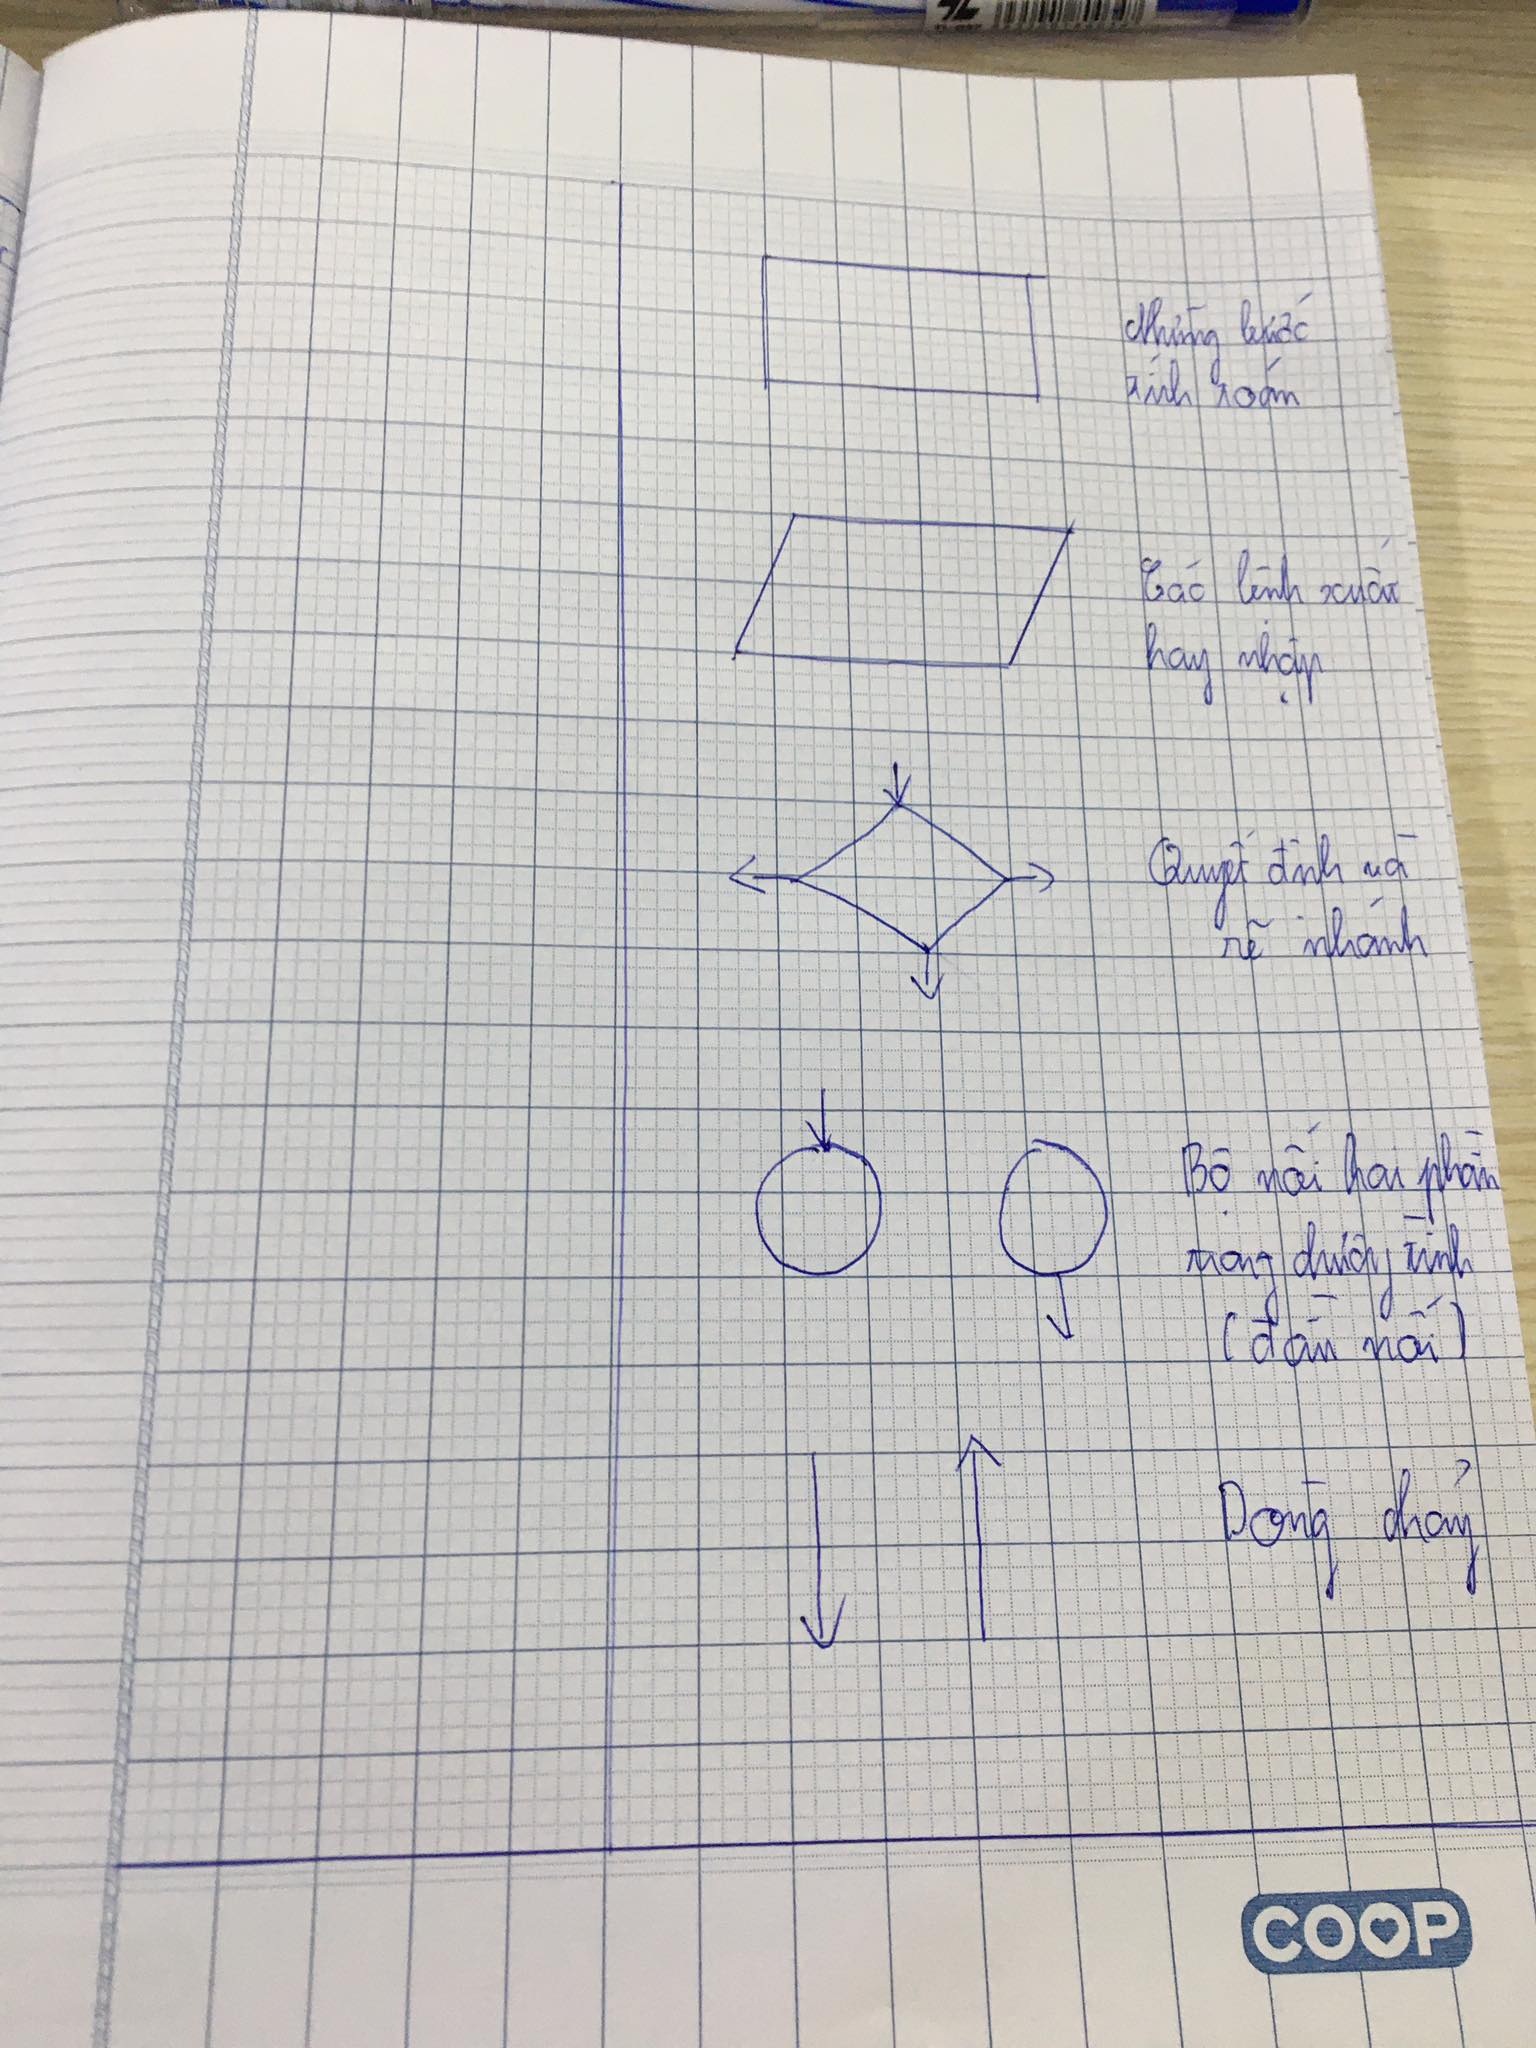 Những bước
tính toán
Các lệnh xuất
hay nhập
Quyết định và
rẽ nhánh
Bộ nối hai phần
trong chương trình
(đầu nối)
Dòng chảy
COOP